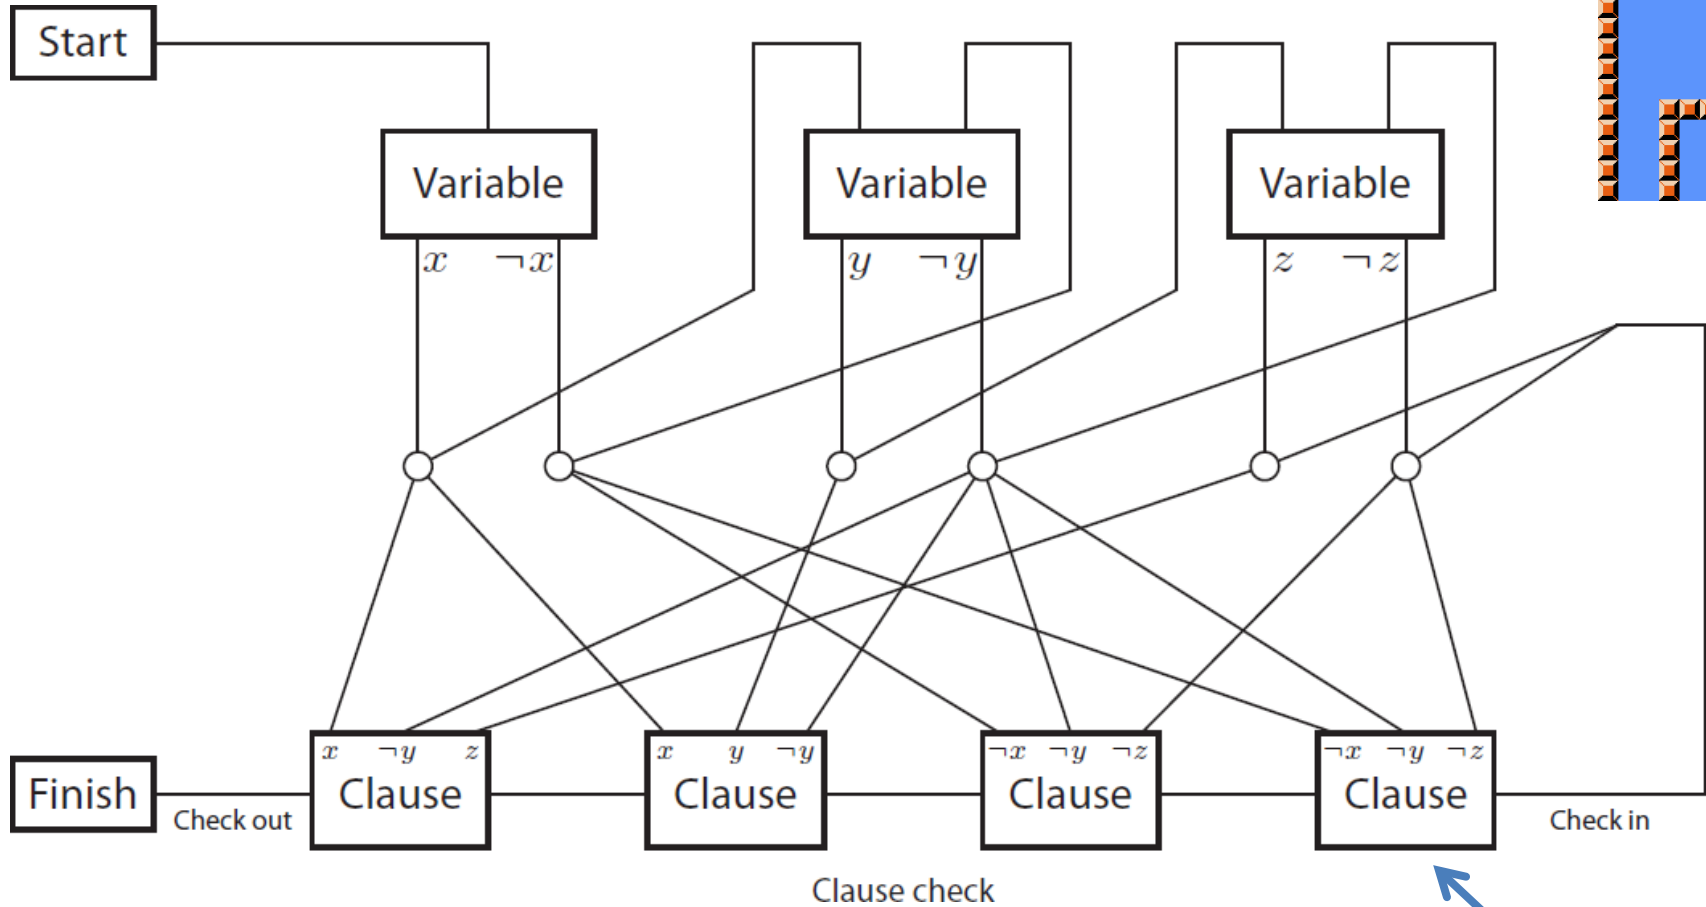 Start
Variable Variable Variable
x ¬x y ¬y z ¬z
x ¬y z x y ¬y ¬x ¬y ¬z ¬x ¬y ¬z
Finish Clause Clause Clause Clause
Check out Check in
Clause check